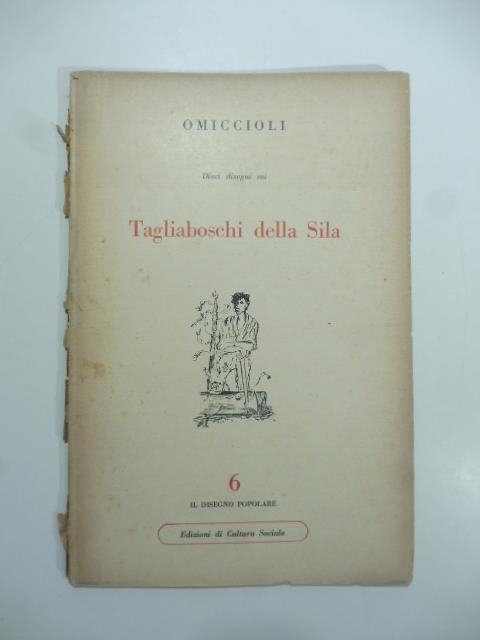 OMICCIOLI
Dieci disegni sui
Tagliaboschi della Sila
6
IL DISEGNO POPOLARE
Edizioni di Cultura Sociale